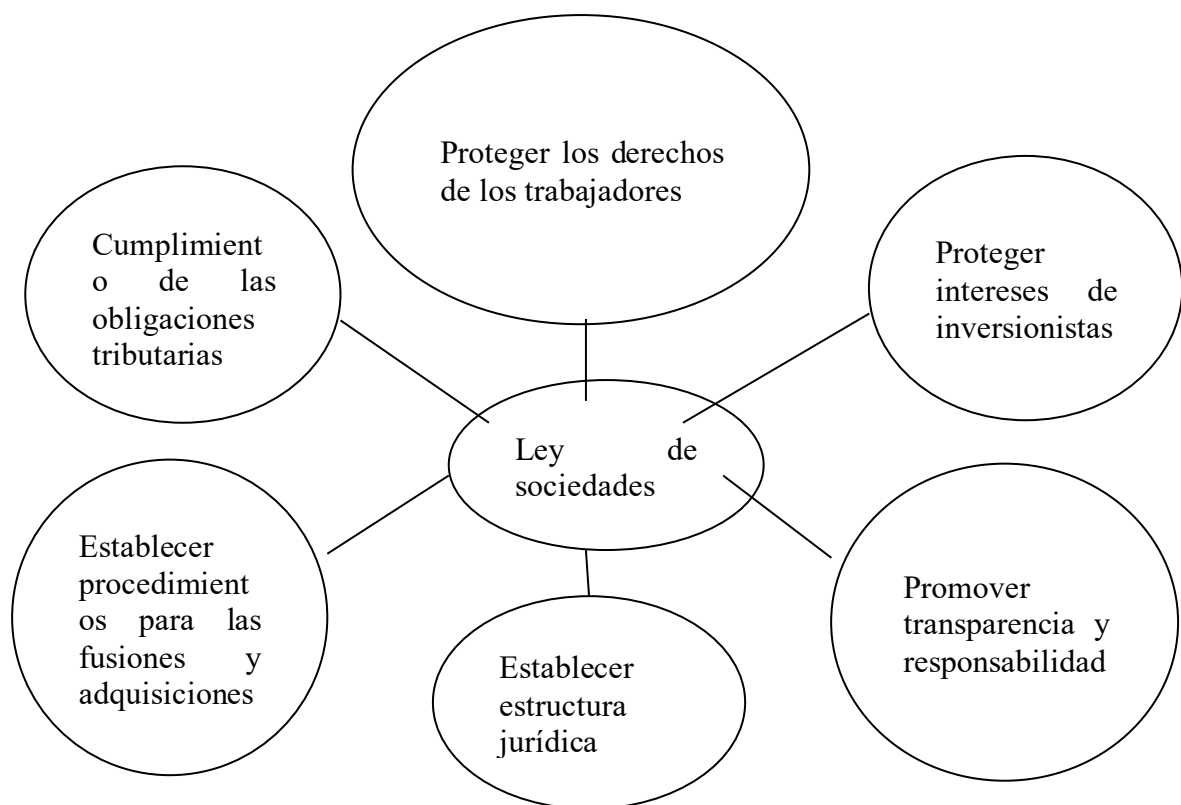 Proteger los derechos
de los trabajadores
Cumplimient
o de las
obligaciones
tributarias
Proteger
intereses de
inversionistas
Ley de
sociedades
Establecer
procedimient
os para las
fusiones y
adquisiciones
Promover
transparencia y
responsabilidad
Establecer
estructura
jurídica